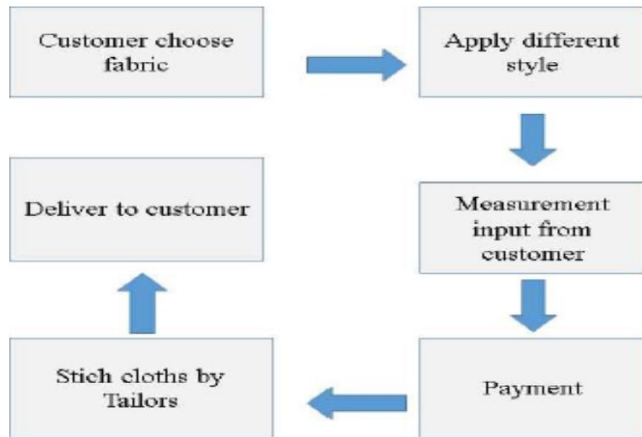 Customer choose
fabric
Apply different
style
Measurement
input from
customer
Payment
Stich cloths by
Tailors
Deliver to customer